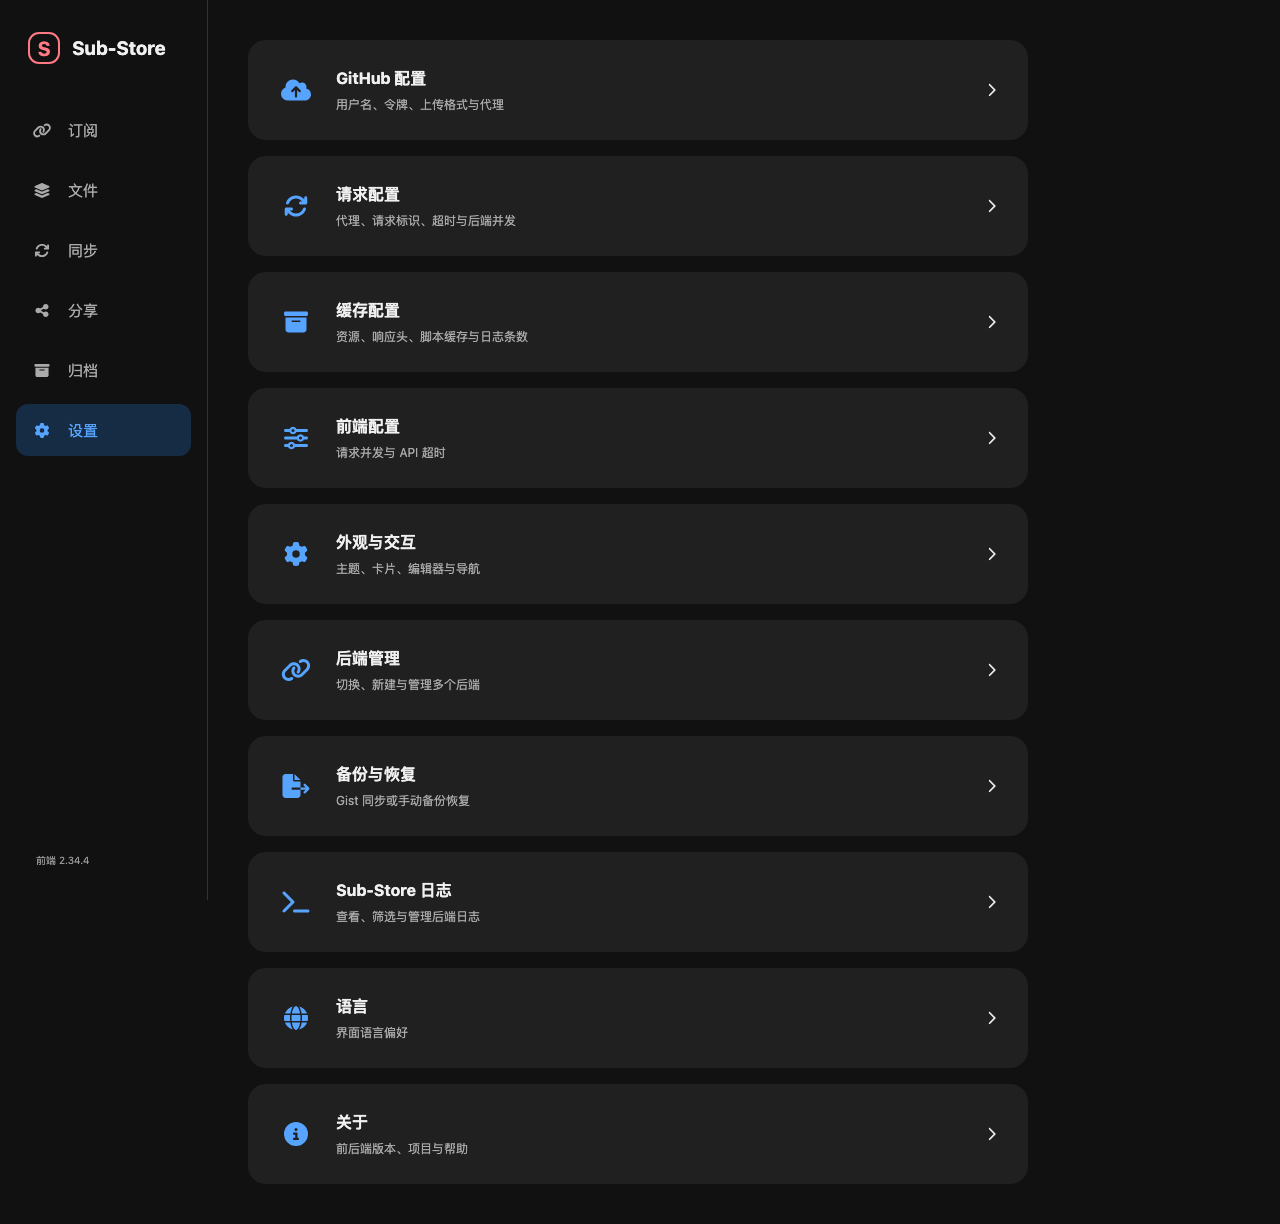 Sub-Store
订阅
文件
同步
分享
归档
设置
前端 2.34.4
GitHub 配置
用户名、令牌、上传格式与代理
请求配置
代理、请求标识、超时与后端并发
缓存配置
资源、响应头、脚本缓存与日志条数
前端配置
请求并发与 API 超时
外观与交互
主题、卡片、编辑器与导航
后端管理
切换、新建与管理多个后端
备份与恢复
Gist 同步或手动备份恢复
Sub-Store 日志
查看、筛选与管理后端日志
语言
界面语言偏好
关于
前后端版本、项目与帮助